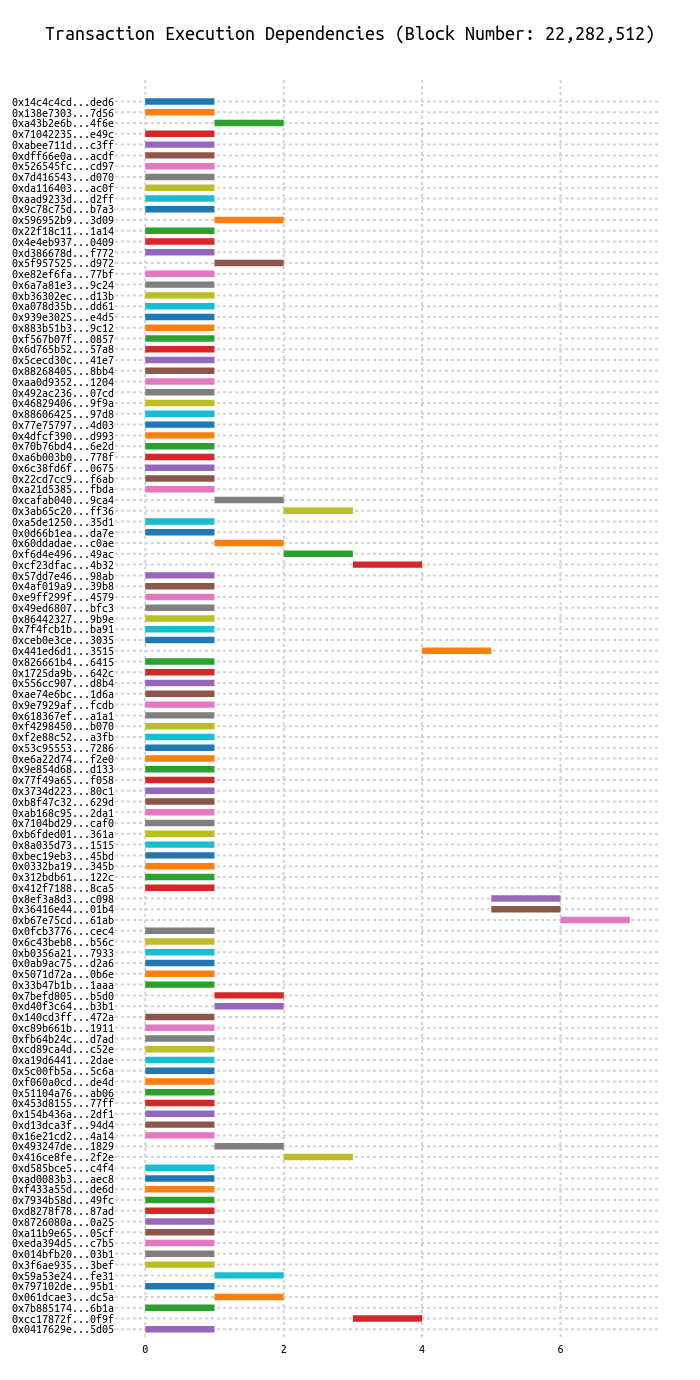 Transaction Execution Dependencies (Block Number: 22,282,512)
0x14c4c4cd...ded6
0x138e7303...7d56
0xa43b2e6b...4f6e
0x71042235...e49c
0xabee711d...c3ff
0xdff66e0a...acdf
0x526545fc...cd97
0x7d416543...d070
0xda116403...ac0f
0xaad9233d...d2ff
0x9c78c75d...b7a3
0x596952b9...3d09
0x22f18c11...1a14
0x4e4eb937...0409
0xd386678d...f772
0x5f957525...d972
0xe82ef6fa...77bf
0x6a7a81e3...9c24
0xb36302ec...d13b
0xa078d35b...dd61
0x939e3025...e4d5
0x883b51b3...9c12
0xf567b07f...0857
0x6d765b52...57a8
0x5cecd30c...41e7
0x88268405...8bb4
0xaa0d9352...1204
0x492ac236...07cd
0x46829406...9f9a
0x88606425...97d8
0x77e75797...4d03
0x4dfcf390...d993
0x70b76bd4...6e2d
0xa6b003b0...778f
0x6c38fd6f...0675
0x22cd7cc9...f6ab
0xa21d5385...fbda
0xcafab040...9ca4
0x3ab65c20...ff36
0xa5de1250...35d1
0x0d66b1ea...da7e
0x60ddadae...c0ae
0xf6d4e496...49ac
0xcf23dfac...4b32
0x57dd7e46...98ab
0x4af019a9...39b8
0xe9ff299f...4579
0x49ed6807...bfc3
0x86442327...9b9e
0x7f4fcb1b...ba91
0xceb0e3ce...3035
0x441ed6d1...3515
0x826661b4...6415
0x1725da9b...642c
0x556cc907...d8b4
0xae74e6bc...1d6a
0x9e7929af...fcdb
0x618367ef...a1a1
0xf4298450...b070
0xf2e88c52...a3fb
0x53c95553...7286
0xe6a22d74...f2e0
0x9e854d68...d133
0x77f49a65...f058
0x3734d223...80c1
0xb8f47c32...629d
0xab168c95...2da1
0x7104bd29...caf0
0xb6fded01...361a
0x8a035d73...1515
0xbec19eb3...45bd
0x0332ba19...345b
0x312bdb61...122c
0x412f7188...8ca5
0x8ef3a8d3...c098
0x36416e44...01b4
0xb67e75cd...61ab
0x0fcb3776...cec4
0x6c43beb8...b56c
0xb0356a21...7933
0x0ab9ac75...d2a6
0x5071d72a...0b6e
0x33b47b1b...1aaa
0x7befd805...b5d0
0xd40f3c64...b3b1
0x140cd3ff...472a
0xc89b661b...1911
0xfb64b24c...d7ad
0xcd89ca4d...c52e
0xa19d6441...2dae
0x5c00fb5a...5c6a
0xf060a0cd...de4d
0x51104a76...ab06
0x453d8155...77ff
0x154b436a...2df1
0xd13dca3f...94d4
0x16e21cd2...4a14
0x493247de...1829
0x416ce8fe...2f2e
0xd585bce5...c4f4
0xad0083b3...aec8
0xf433a55d...de6d
0x7934b58d...49fc
0xd8278f78...87ad
0x8726080a...0a25
0xa11b9e65...05cf
0xeda394d5...c7b5
0x014bfb20...03b1
0x3f6ae935...3bef
0x59a53e24...fe31
0x797102de...95b1
0x061dcae3...dc5a
0x7b885174...6b1a
0xcc17872f...0f9f
0x0417629e...5d05
0 2 4 6